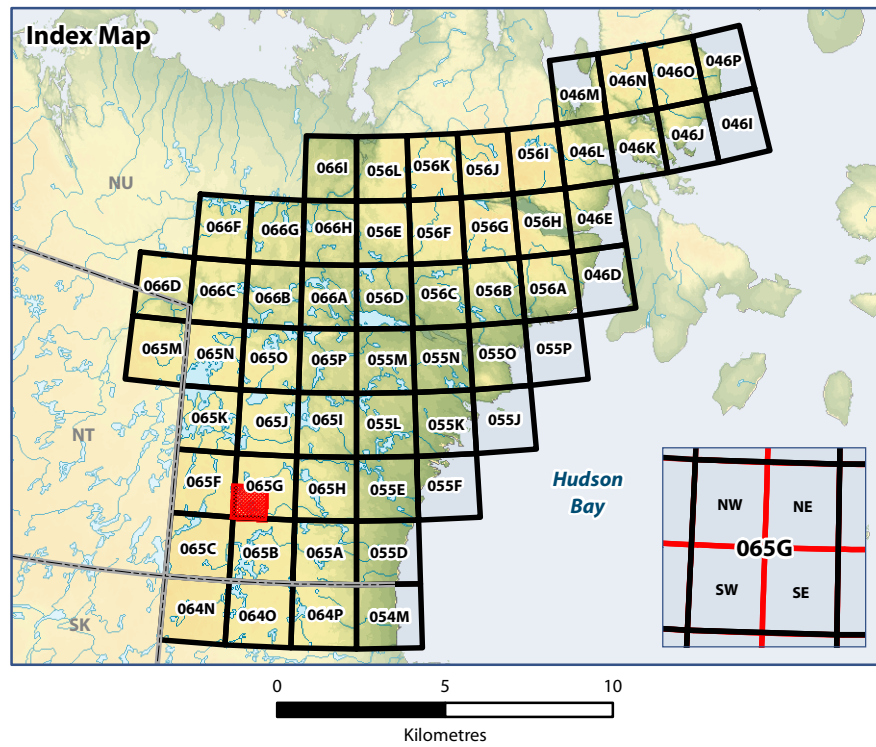 Index Map
046M 046N 046O 046P
066I 056L 056K 056J 056I 046L 046K 046J 046I
NU
066F 066G 066H 056E 056F 056G 056H 046E
066D 066C 066B 066A 056D 056C 056B 056A 046D
065M 065N 065O 065P 055M 055N 055O 055P
NT
065K 065J 065I 055L 055K 055J
065F 065G 065H 055E 055F
Hudson
Bay
065C 065B 065A 055D
064N 064O 064P 054M
SK
NW NE
065G
SW SE
0 5 10
Kilometres